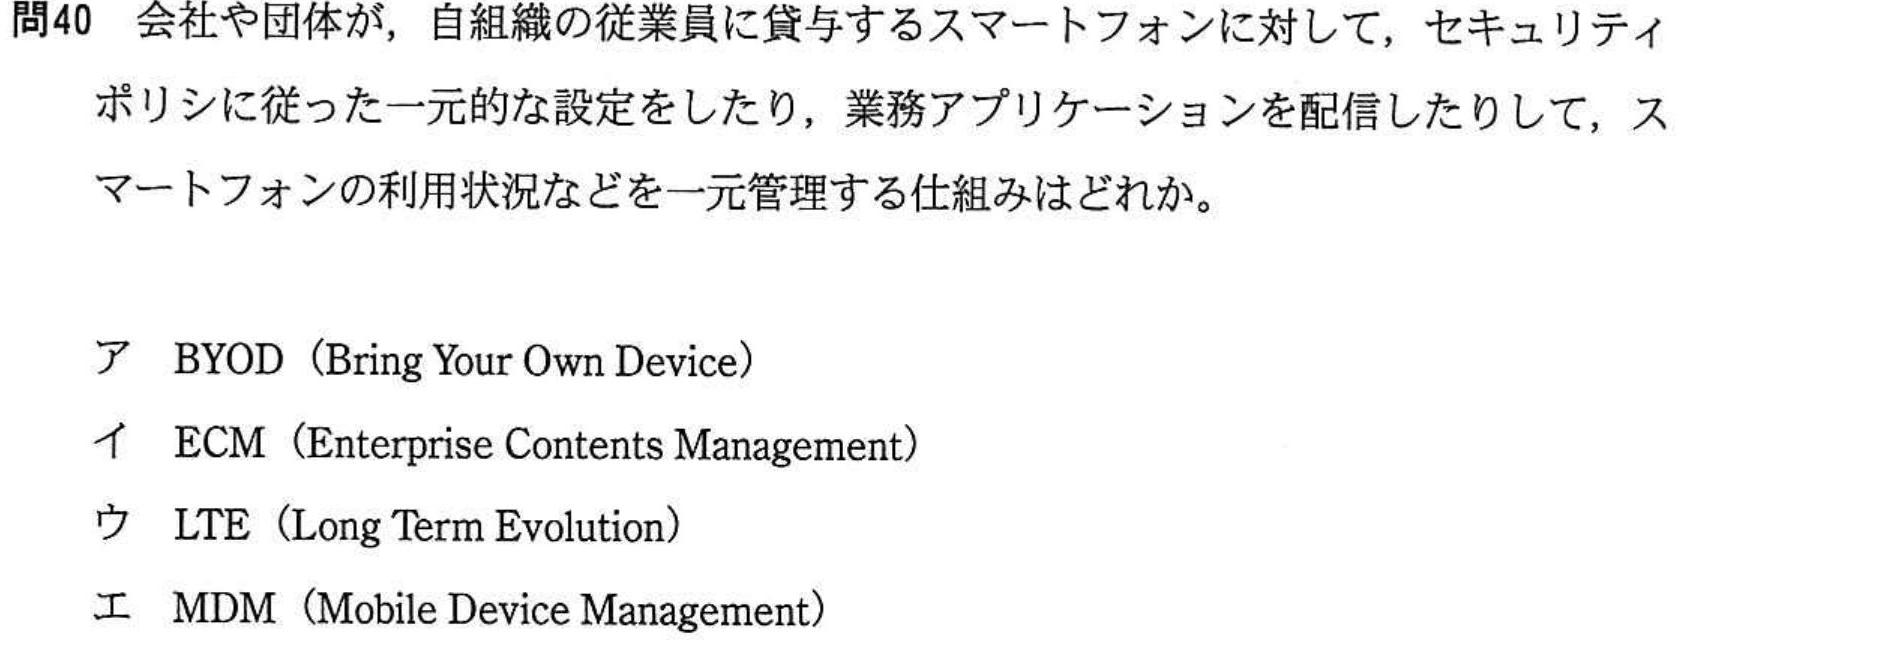 問40 会社や団体が，自組織の従業員に貸与するスマートフォンに対して，セキュリティ
ポリシに従った一元的な設定をしたり，業務アプリケーションを配信したりして，ス
マートフォンの利用状況などを一元管理する仕組みはどれか。
ア BYOD（Bring Your Own Device）
イ ECM（Enterprise Contents Management）
ウ LTE（Long Term Evolution）
エ MDM（Mobile Device Management）